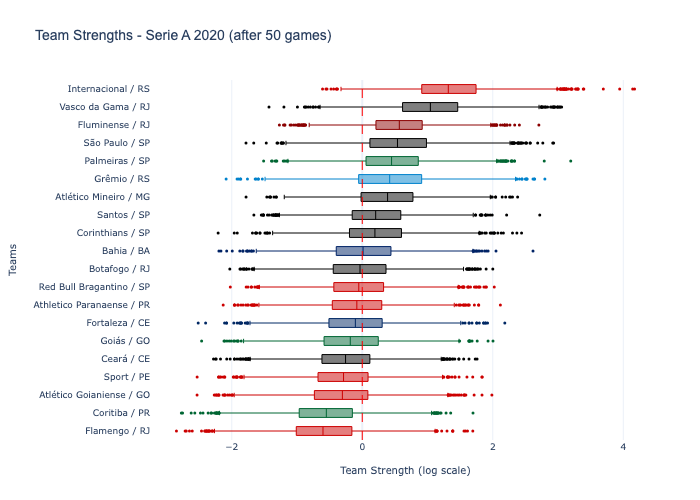 Team Strengths - Serie A 2020 (after 50 games)
Internacional / RS
Vasco da Gama / RJ
Fluminense / RJ
São Paulo / SP
Palmeiras / SP
Grêmio / RS
Atlético Mineiro / MG
Santos / SP
Corinthians / SP
Bahia / BA
Botafogo / RJ
Red Bull Bragantino / SP
Athletico Paranaense / PR
Fortaleza / CE
Goiás / GO
Ceará / CE
Sport / PE
Atlético Goianiense / GO
Coritiba / PR
Flamengo / RJ
Teams
−2 0 2 4
Team Strength (log scale)